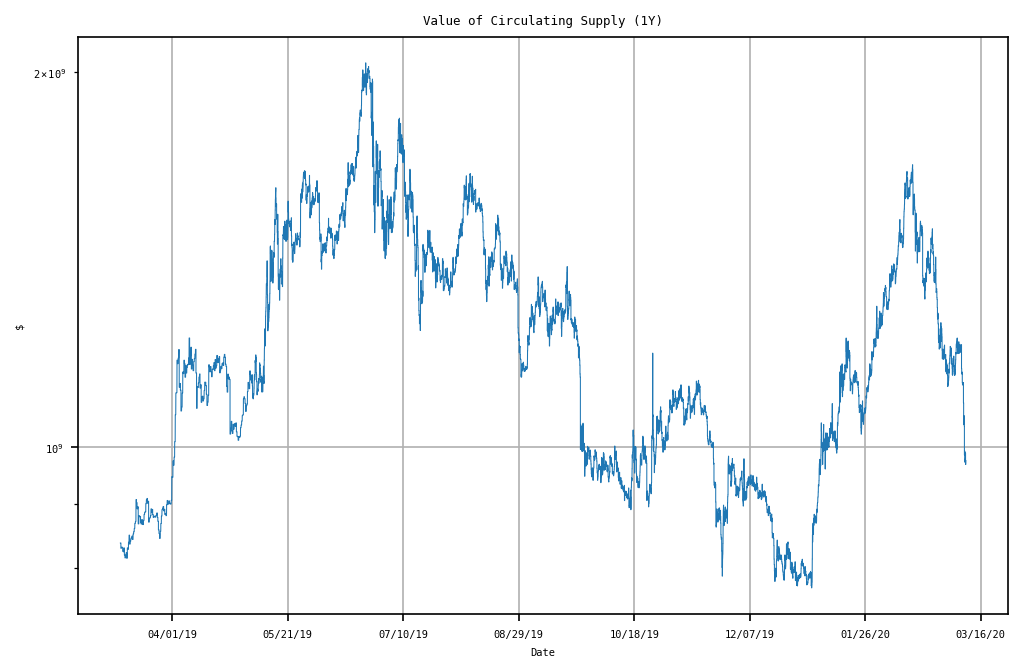 Value of Circulating Supply (1Y)
2×10⁹
$
10⁹
04/01/19 05/21/19 07/10/19 08/29/19 10/18/19 12/07/19 01/26/20 03/16/20
Date